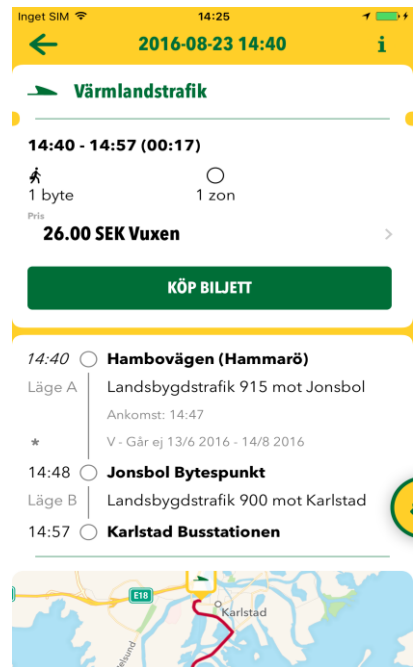 Inget SIM 14:25
2016-08-23 14:40 i
Värmlandstrafik
14:40 - 14:57 (00:17)
1 byte 1 zon
Pris
26.00 SEK Vuxen
KÖP BILJETT
14:40 Hambovägen (Hammarö)
Läge A Landsbygdstrafik 915 mot Jonsbol
Ankomst: 14:47
* V - Går ej 13/6 2016 - 14/8 2016
14:48 Jonsbol Bytespunkt
Läge B Landsbygdstrafik 900 mot Karlstad
14:57 Karlstad Busstationen
E18
Karlstad